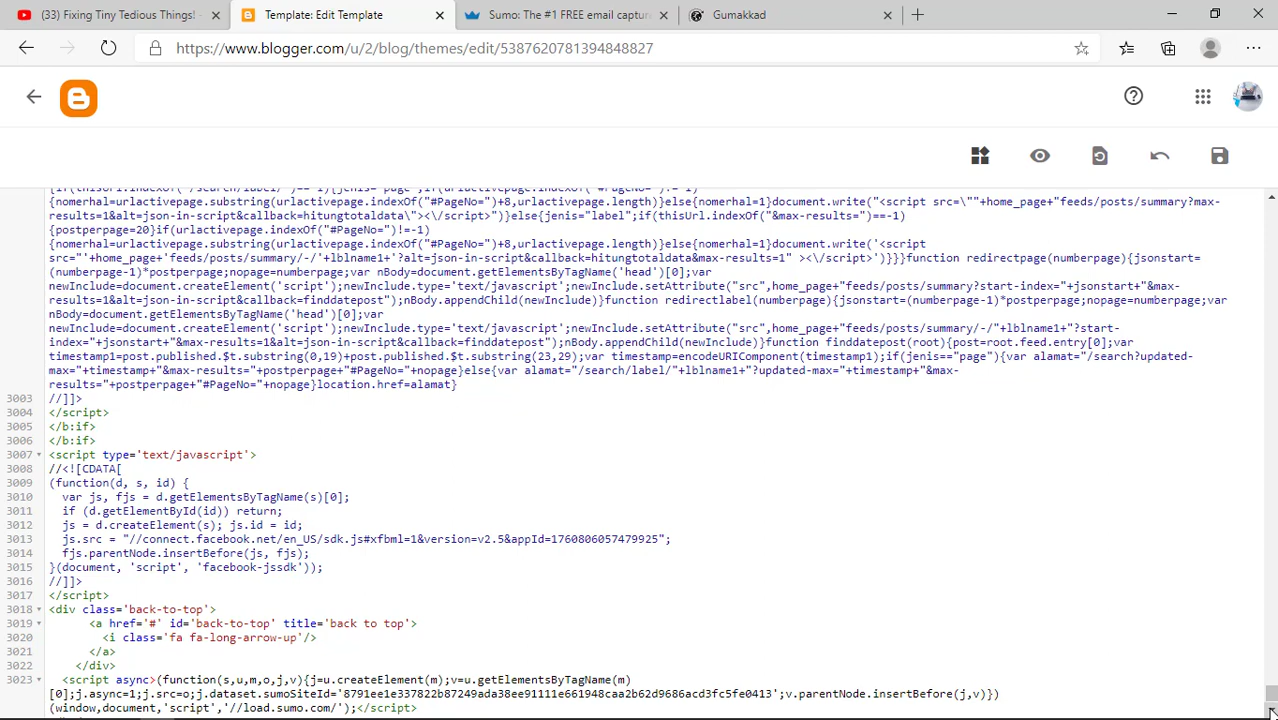 (33) Fixing Tiny Tedious Things! -
Template: Edit Template
Sumo: The #1 FREE email captur
Gumakkad
https://www.blogger.com/u/2/blog/themes/edit/5387620781394848827
{if(thisUrl.indexOf("/search/label/")==-1){jenis="page";if(urlactivepage.indexOf("#PageNo=")!=-1)
{nomerhal=urlactivepage.substring(urlactivepage.indexOf("#PageNo=")+8,urlactivepage.length)}else{nomerhal=1}document.write("<script src=\""+home_page+"feeds/posts/summary?max-
results=1&alt=json-in-script&callback=hitungtotaldata\"><\/script>")}else{jenis="label";if(thisUrl.indexOf("&max-results=")==-1)
{postperpage=20}if(urlactivepage.indexOf("#PageNo=")!=-1)
{nomerhal=urlactivepage.substring(urlactivepage.indexOf("#PageNo=")+8,urlactivepage.length)}else{nomerhal=1}document.write('<script
src="'+home_page+'feeds/posts/summary/-/'+lblname1+'?alt=json-in-script&callback=hitungtotaldata&max-results=1" ><\/script>')}}}function redirectpage(numberpage){jsonstart=
(numberpage-1)*postperpage;nopage=numberpage;var nBody=document.getElementsByTagName('head')[0];var
newInclude=document.createElement('script');newInclude.type='text/javascript';newInclude.setAttribute("src",home_page+"feeds/posts/summary?start-index="+jsonstart+"&max-
results=1&alt=json-in-script&callback=finddatepost");nBody.appendChild(newInclude)}function redirectlabel(numberpage){jsonstart=(numberpage-1)*postperpage;nopage=numberpage;var
nBody=document.getElementsByTagName('head')[0];var
newInclude=document.createElement('script');newInclude.type='text/javascript';newInclude.setAttribute("src",home_page+"feeds/posts/summary/-/"+lblname1+"?start-
index="+jsonstart+"&max-results=1&alt=json-in-script&callback=finddatepost");nBody.appendChild(newInclude)}function finddatepost(root){post=root.feed.entry[0];var
timestamp1=post.published.$t.substring(0,19)+post.published.$t.substring(23,29);var timestamp=encodeURIComponent(timestamp1);if(jenis=="page"){var alamat="/search?updated-
max="+timestamp+"&max-results="+postperpage+"#PageNo="+nopage}else{var alamat="/search/label/"+lblname1+"?updated-max="+timestamp+"&max-
results="+postperpage+"#PageNo="+nopage}location.href=alamat}
3003 //]]>
3004 </script>
3005 </b:if>
3006 </b:if>
3007 <script type='text/javascript'>
3008 //<![CDATA[
3009 (function(d, s, id) {
3010 var js, fjs = d.getElementsByTagName(s)[0];
3011 if (d.getElementById(id)) return;
3012 js = d.createElement(s); js.id = id;
3013 js.src = "//connect.facebook.net/en_US/sdk.js#xfbml=1&version=v2.5&appId=1760806057479925";
3014 fjs.parentNode.insertBefore(js, fjs);
3015 }(document, 'script', 'facebook-jssdk'));
3016 //]]>
3017 </script>
3018 <div class='back-to-top'>
3019 <a href='#' id='back-to-top' title='back to top'>
3020 <i class='fa fa-long-arrow-up'/>
3021 </a>
3022 </div>
3023 <script async>(function(s,u,m,o,j,v){j=u.createElement(m);v=u.getElementsByTagName(m)
[0];j.async=1;j.src=o;j.dataset.sumoSiteId='8791ee1e337822b87249ada38ee91111e661948caa2b62d9686acd3fc5fe0413';v.parentNode.insertBefore(j,v)})
(window,document,'script','//load.sumo.com/');</script>